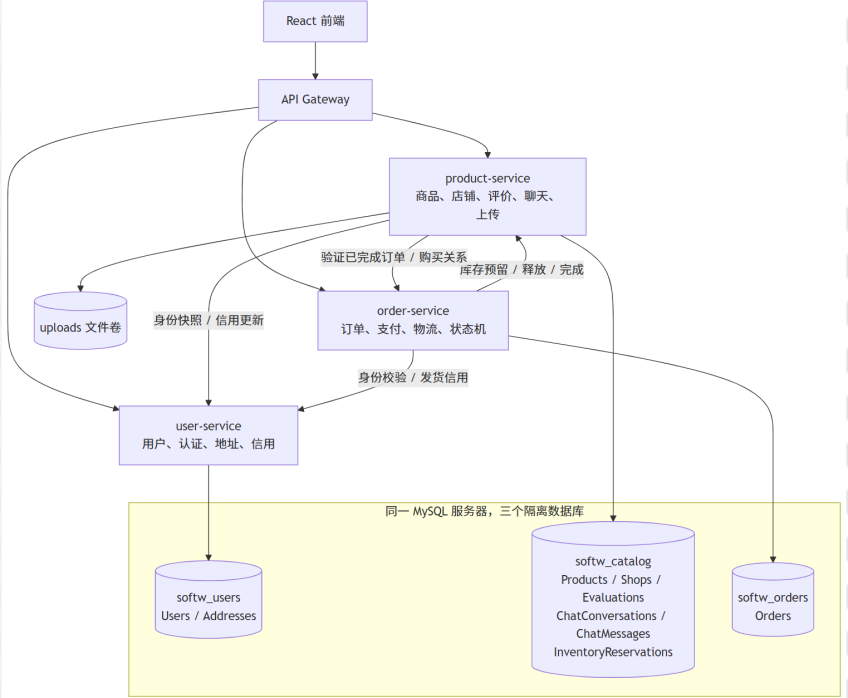 React 前端
API Gateway
product-service
商品、店铺、评价、聊天、
上传
验证已完成订单 / 购买关系
库存预留 / 释放 / 完成
order-service
订单、支付、物流、状态机
uploads 文件卷
身份快照 / 信用更新
身份校验 / 发货信用
user-service
用户、认证、地址、信用
同一 MySQL 服务器，三个隔离数据库
softw_users
Users / Addresses
softw_catalog
Products / Shops /
Evaluations
ChatConversations /
ChatMessages
InventoryReservations
softw_orders
Orders